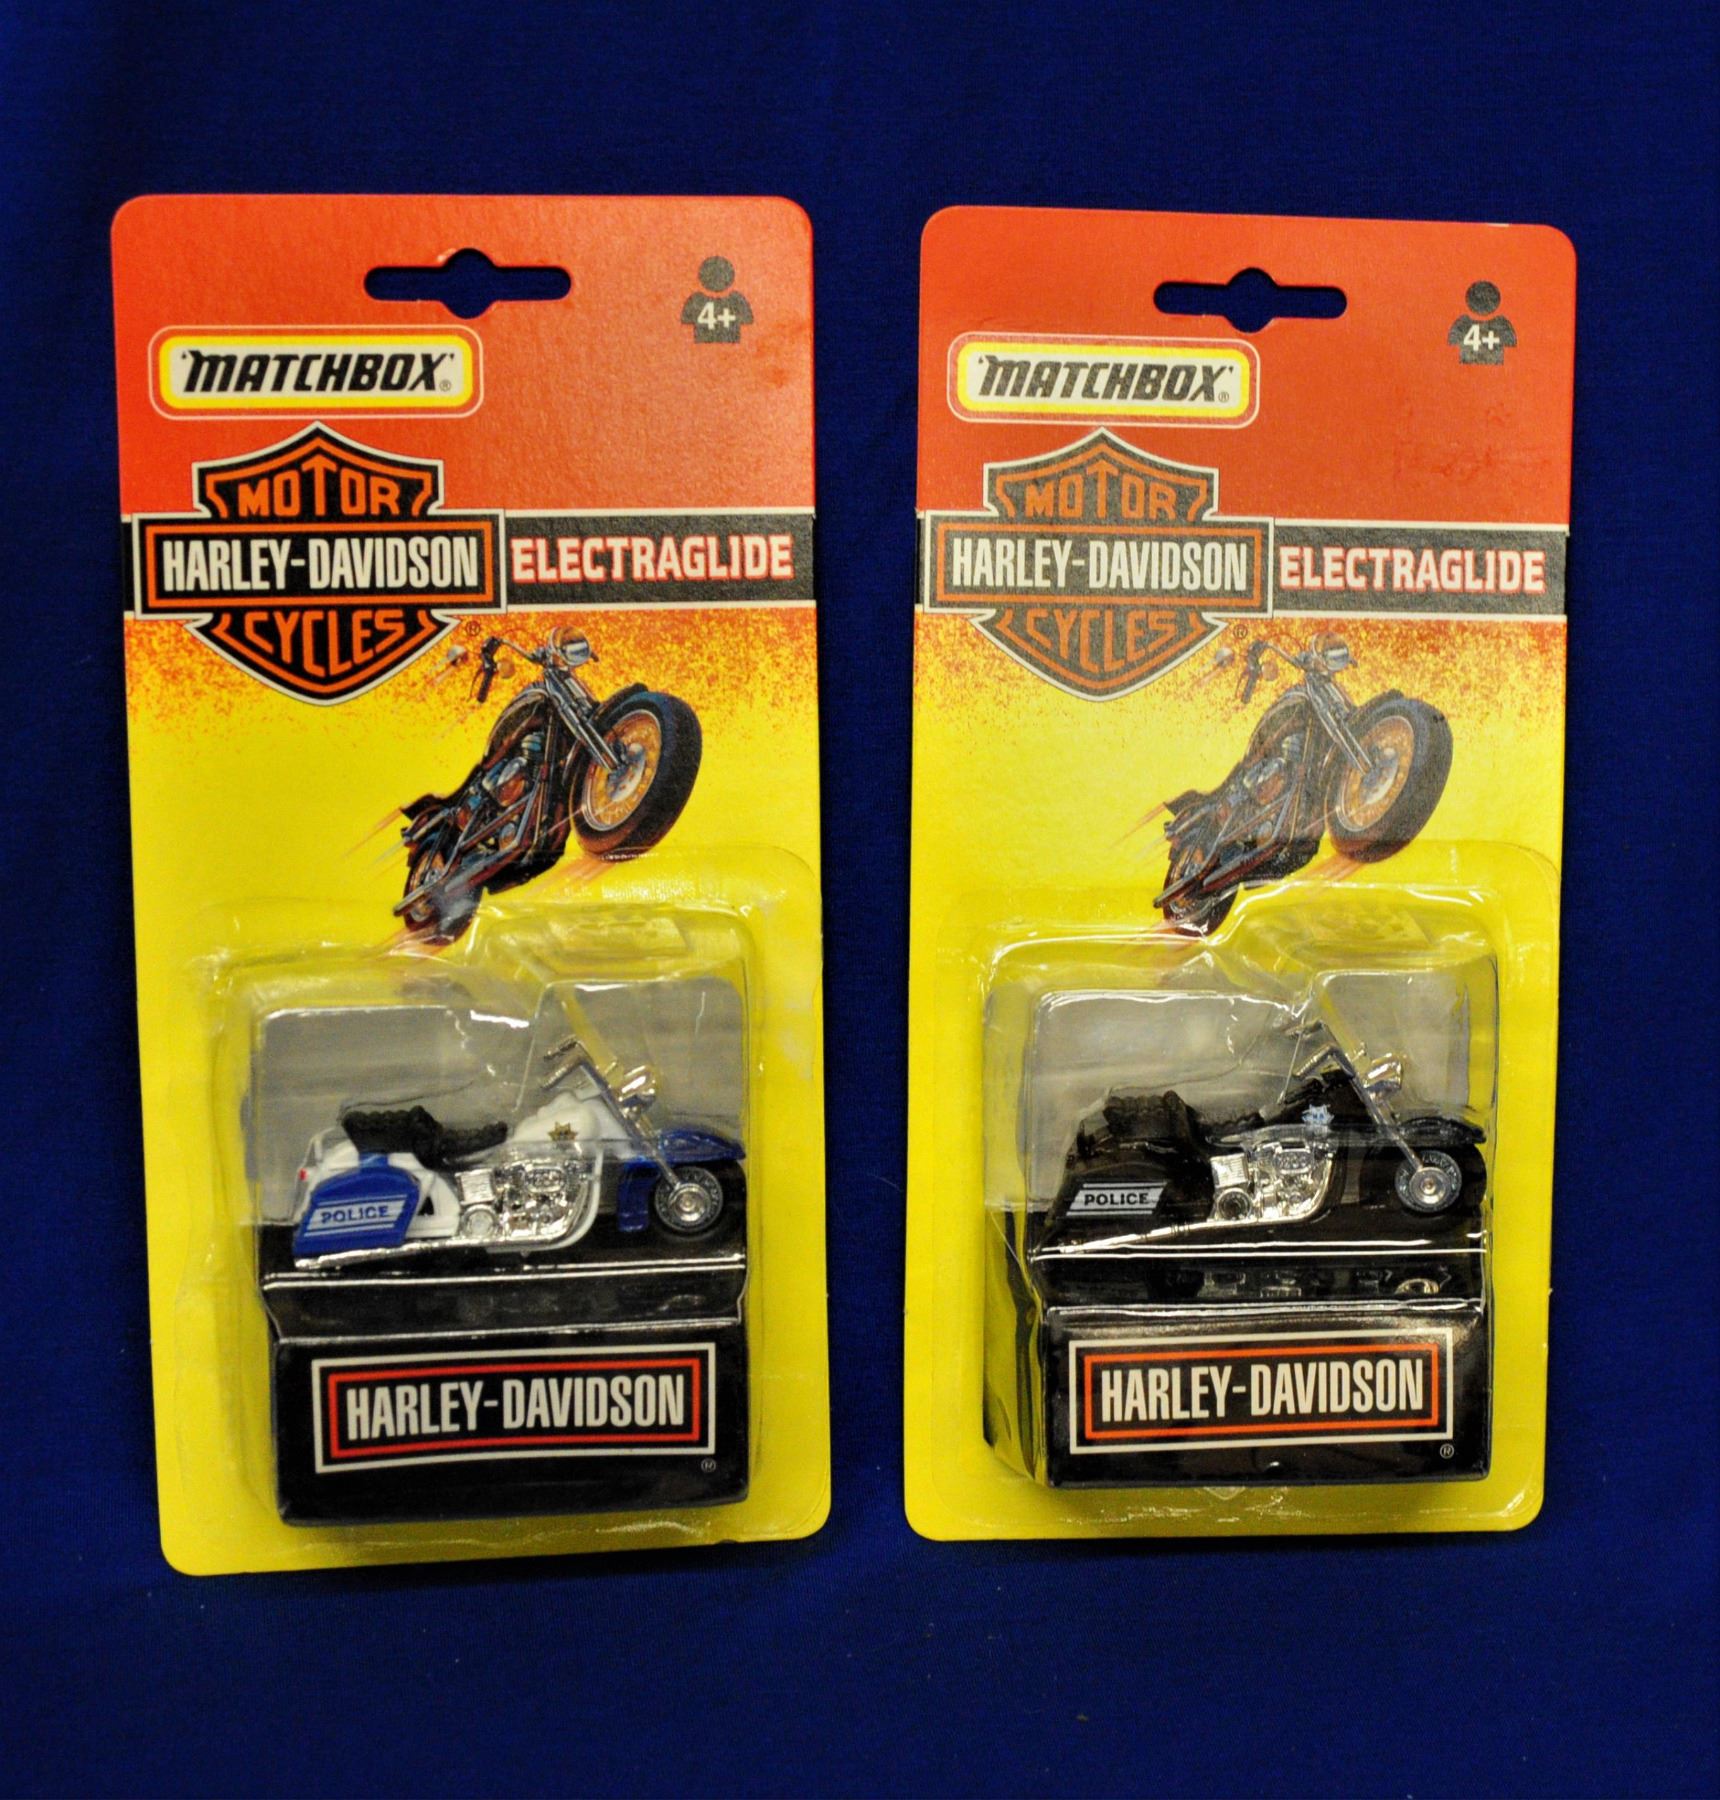 4+
'MATCHBOX'®
MOTOR
HARLEY-DAVIDSON
CYCLES
®
ELECTRAGLIDE
POLICE
HARLEY-DAVIDSON
®
4+
'MATCHBOX'®
MOTOR
HARLEY-DAVIDSON
CYCLES
®
ELECTRAGLIDE
POLICE
HARLEY-DAVIDSON
®